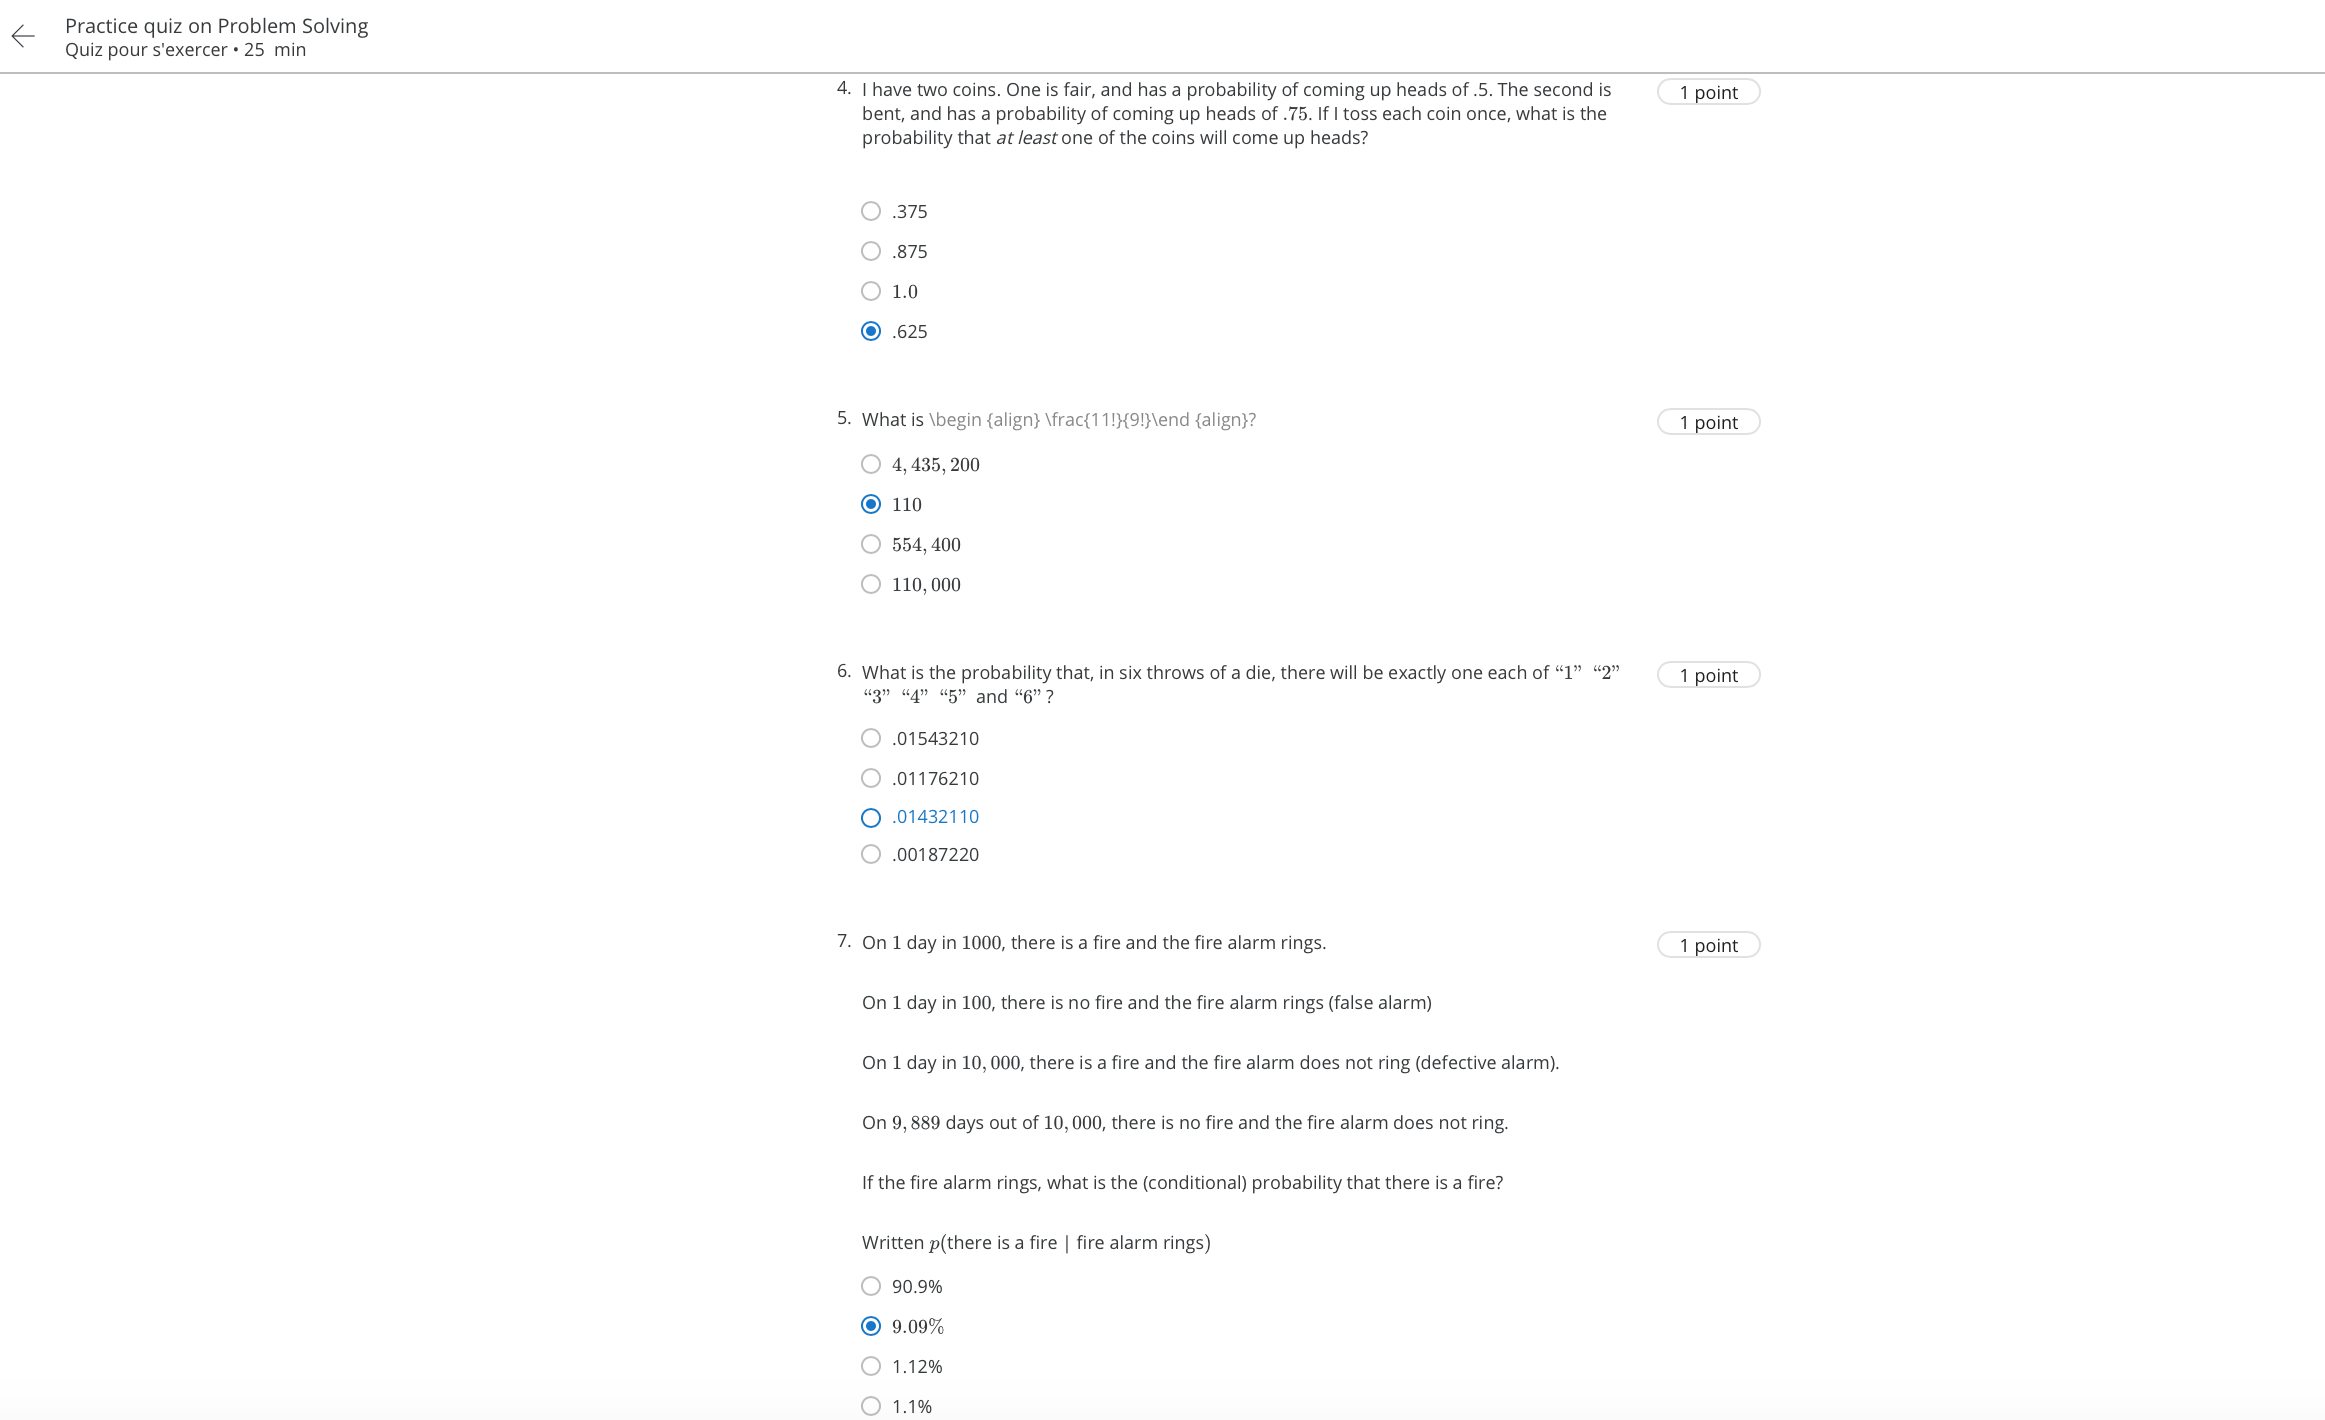 Practice quiz on Problem Solving
Quiz pour s'exercer • 25 min
4. I have two coins. One is fair, and has a probability of coming up heads of .5. The second is
bent, and has a probability of coming up heads of .75. If I toss each coin once, what is the
probability that at least one of the coins will come up heads?
1 point
.375
.875
1.0
.625
5. What is \begin {align} \frac{11!}{9!}\end {align}?
1 point
4, 435, 200
110
554, 400
110, 000
6. What is the probability that, in six throws of a die, there will be exactly one each of “1” “2”
“3” “4” “5” and “6” ?
1 point
.01543210
.01176210
.01432110
.00187220
7. On 1 day in 1000, there is a fire and the fire alarm rings.
1 point
On 1 day in 100, there is no fire and the fire alarm rings (false alarm)
On 1 day in 10, 000, there is a fire and the fire alarm does not ring (defective alarm).
On 9, 889 days out of 10, 000, there is no fire and the fire alarm does not ring.
If the fire alarm rings, what is the (conditional) probability that there is a fire?
Written p(there is a fire | fire alarm rings)
90.9%
9.09%
1.12%
1.1%